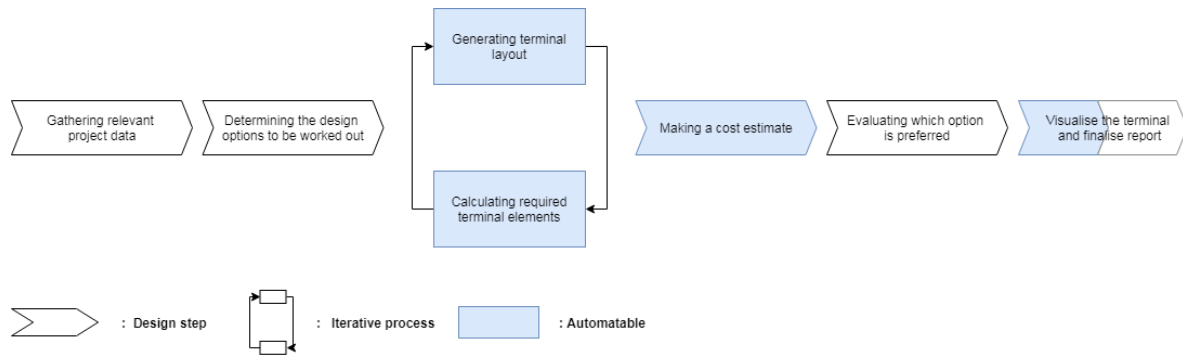 Generating terminal
layout
Gathering relevant
project data
Determining the design
options to be worked out
Making a cost estimate
Evaluating which option
is preferred
Visualise the terminal
and finalise report
Calculating required
terminal elements
: Design step
: Iterative process
: Automatable